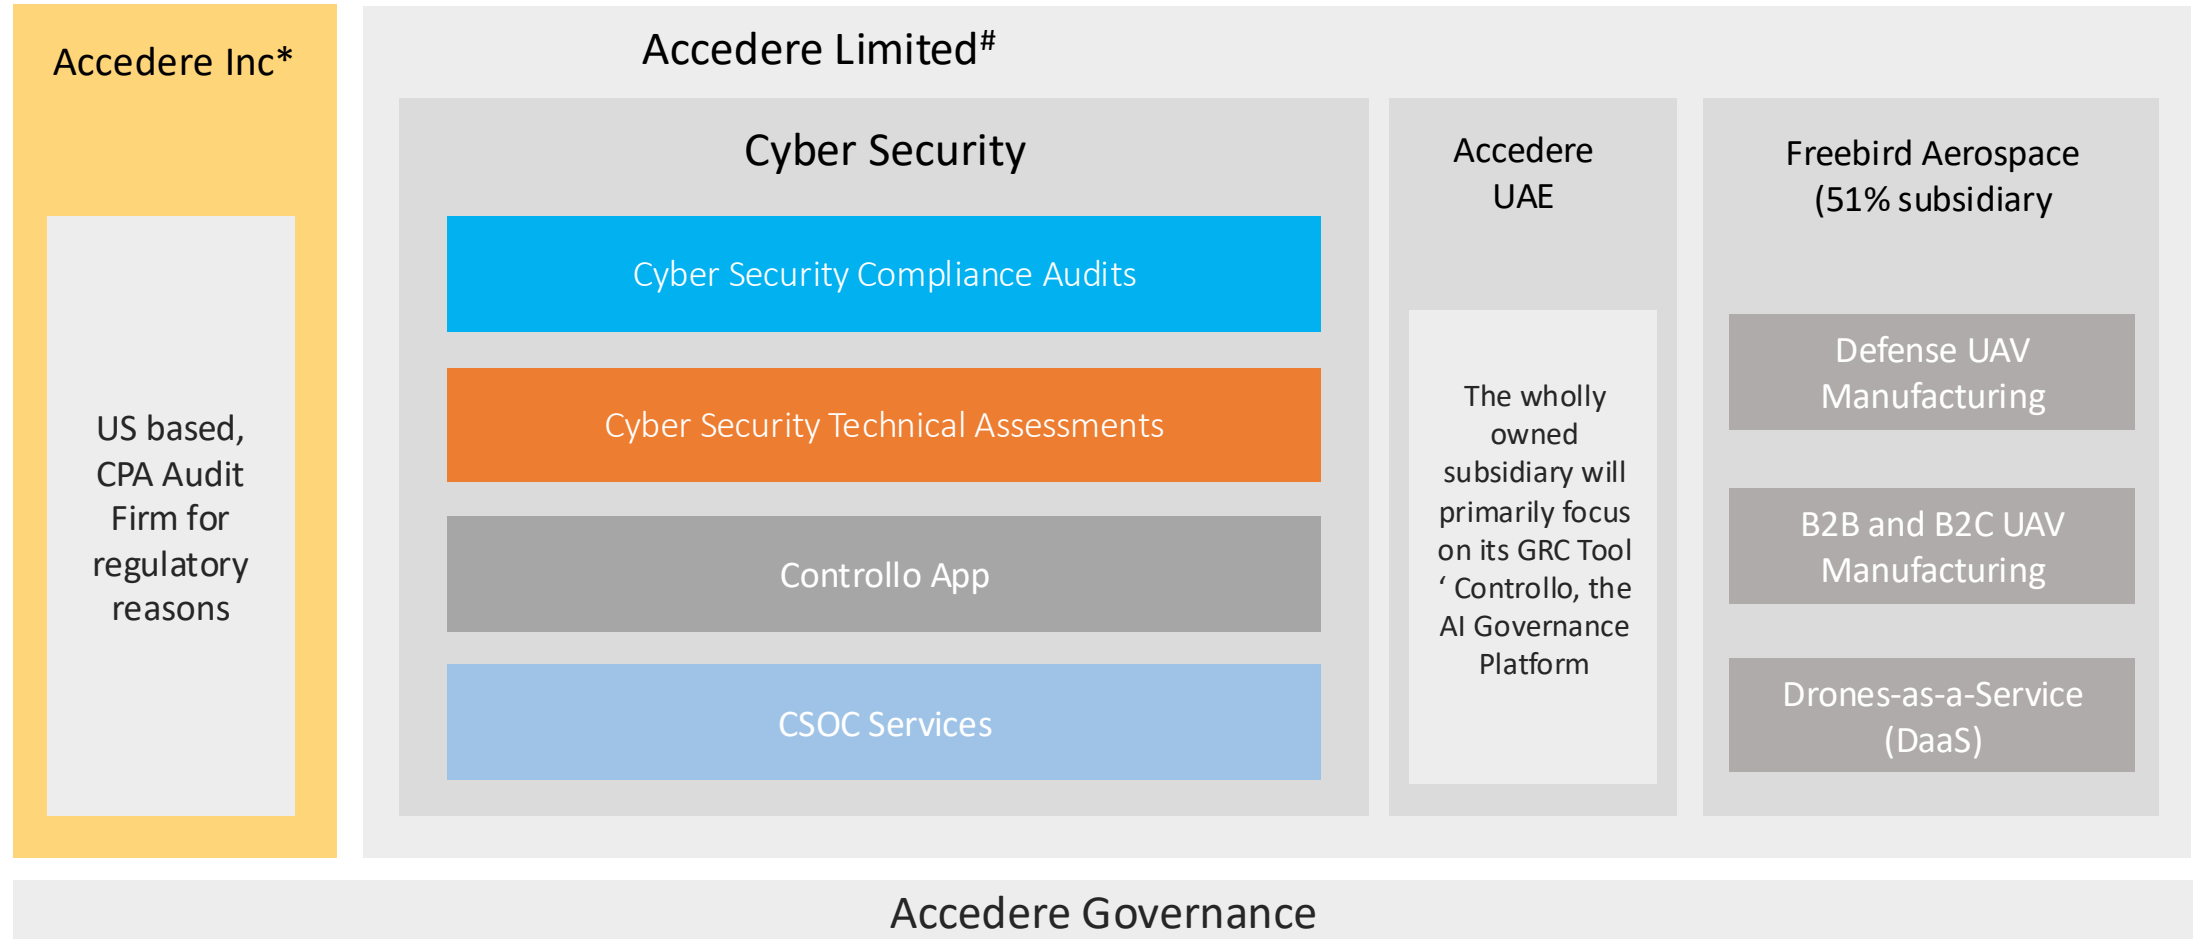 Accedere Inc*
US based,
CPA Audit
Firm for
regulatory
reasons
Accedere Limited#
Cyber Security
Cyber Security Compliance Audits
Cyber Security Technical Assessments
Controllo App
CSOC Services
Accedere
UAE
The wholly
owned
subsidiary will
primarily focus
on its GRC Tool
‘ Controllo, the
AI Governance
Platform
Freebird Aerospace
(51% subsidiary
Defense UAV
Manufacturing
B2B and B2C UAV
Manufacturing
Drones-as-a-Service
(DaaS)
Accedere Governance